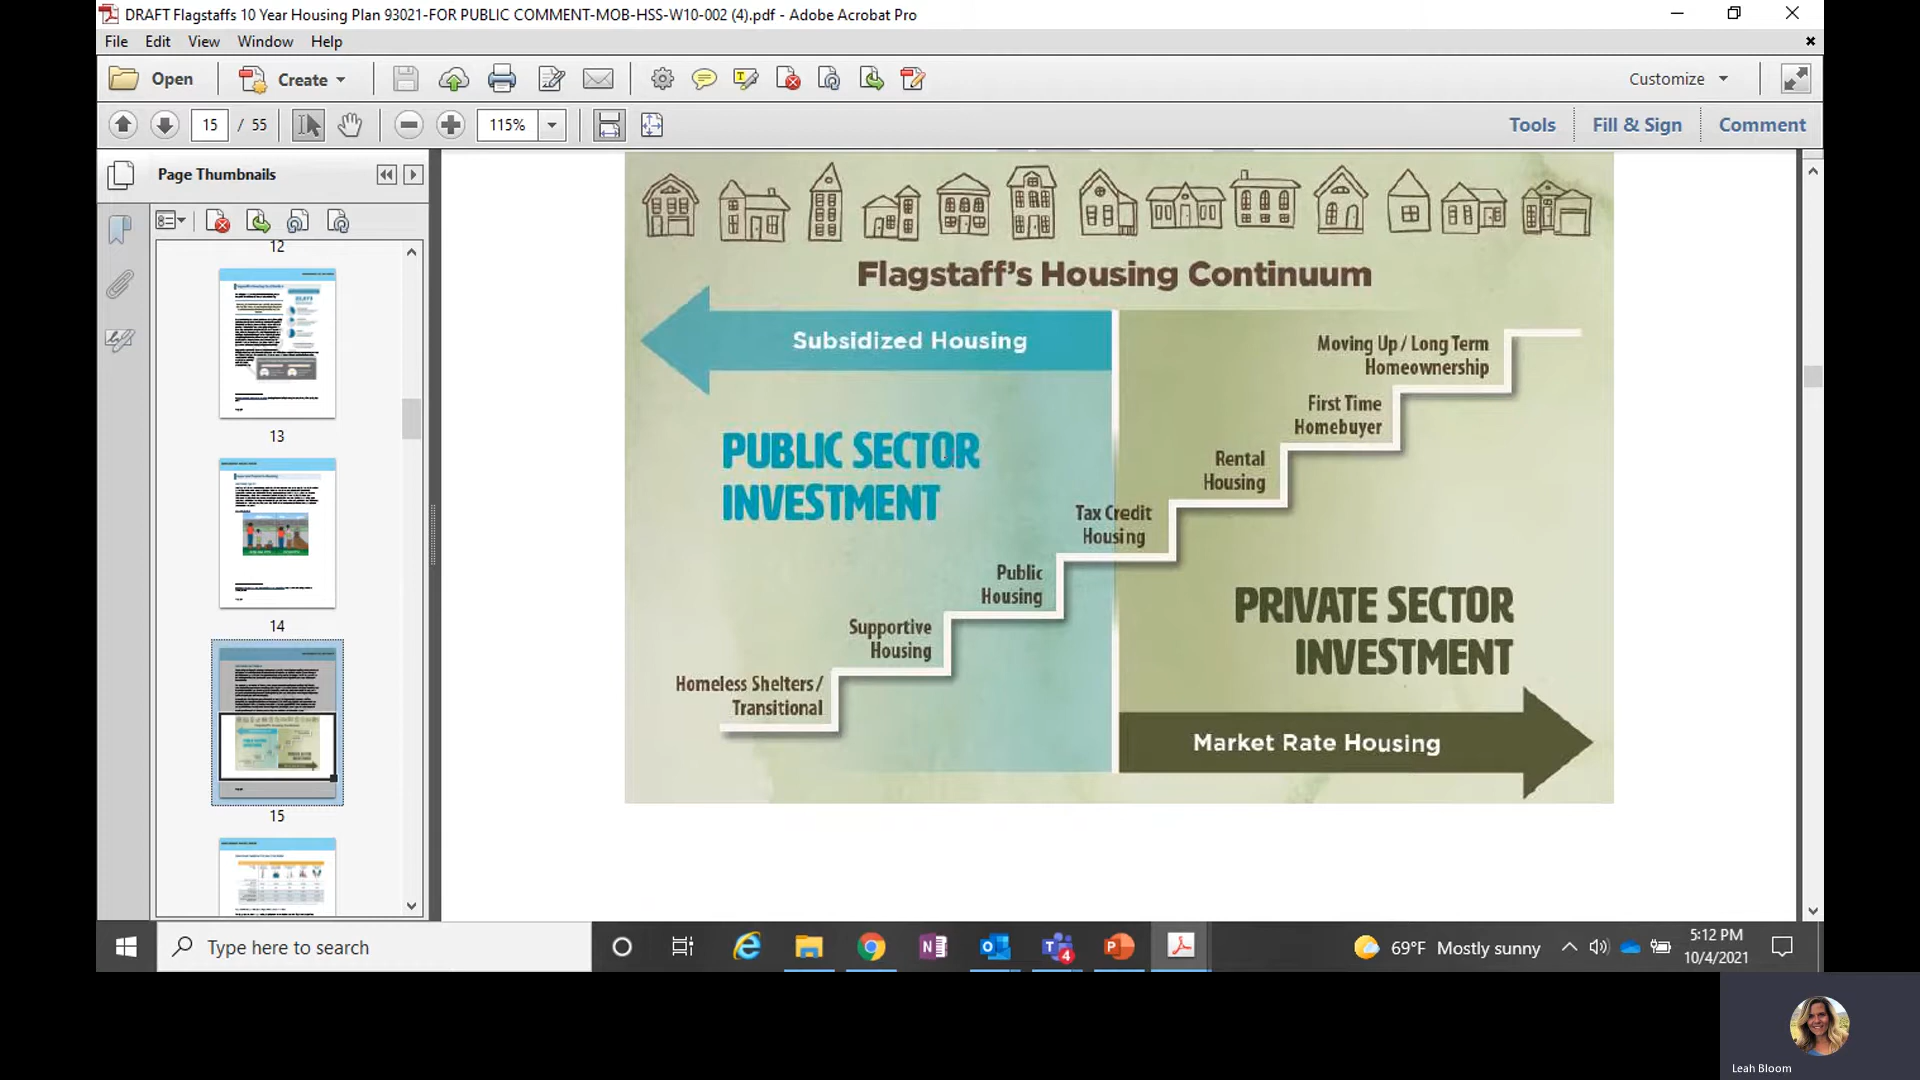 DRAFT Flagstaffs 10 Year Housing Plan 93021-FOR PUBLIC COMMENT-MOB-HSS-W10-002 (4).pdf - Adobe Acrobat Pro
File Edit View Window Help
Open Create Customize
15 / 55 115% Tools Fill & Sign Comment
Page Thumbnails
12
13
14
15
Flagstaff's Housing Continuum
Subsidized Housing
Moving Up / Long Term
Homeownership
First Time
Homebuyer
PUBLIC SECTOR
INVESTMENT
Rental
Housing
Tax Credit
Housing
Public
Housing
PRIVATE SECTOR
INVESTMENT
Supportive
Housing
Homeless Shelters /
Transitional
Market Rate Housing
Type here to search
4
69°F Mostly sunny
5:12 PM
10/4/2021
Leah Bloom